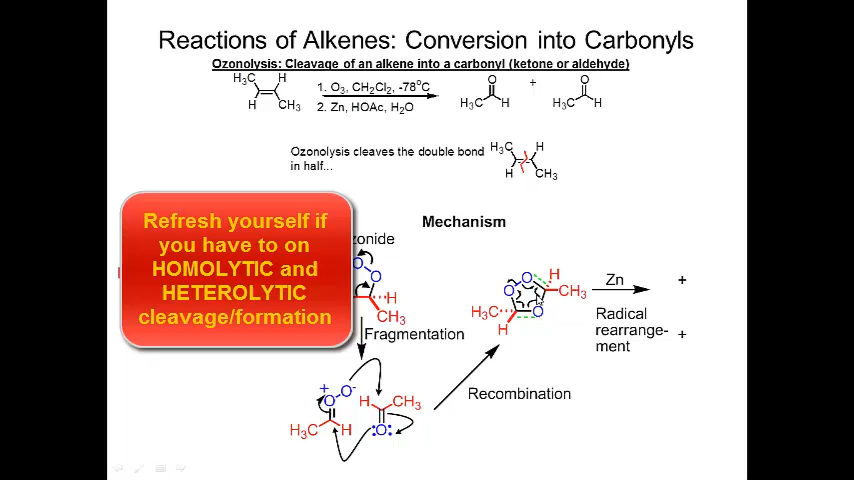 Reactions of Alkenes: Conversion into Carbonyls
Ozonolysis: Cleavage of an alkene into a carbonyl (ketone or aldehyde)
H3C H
H CH3
1. O3, CH2Cl2, -78°C
2. Zn, HOAc, H2O
O
H3C H
+
O
H3C H
Ozonolysis cleaves the double bond
in half...
H3C H
H CH3
Refresh yourself if
you have to on
HOMOLYTIC and
HETEROLYTIC
cleavage/formation
Mechanism
zonide
O O
H
CH3
Fragmentation
+ O O-
H3C H
H CH3
:O:
Recombination
O H
O CH3
H3C O
H
Zn
Radical
rearrange-
ment
+
+